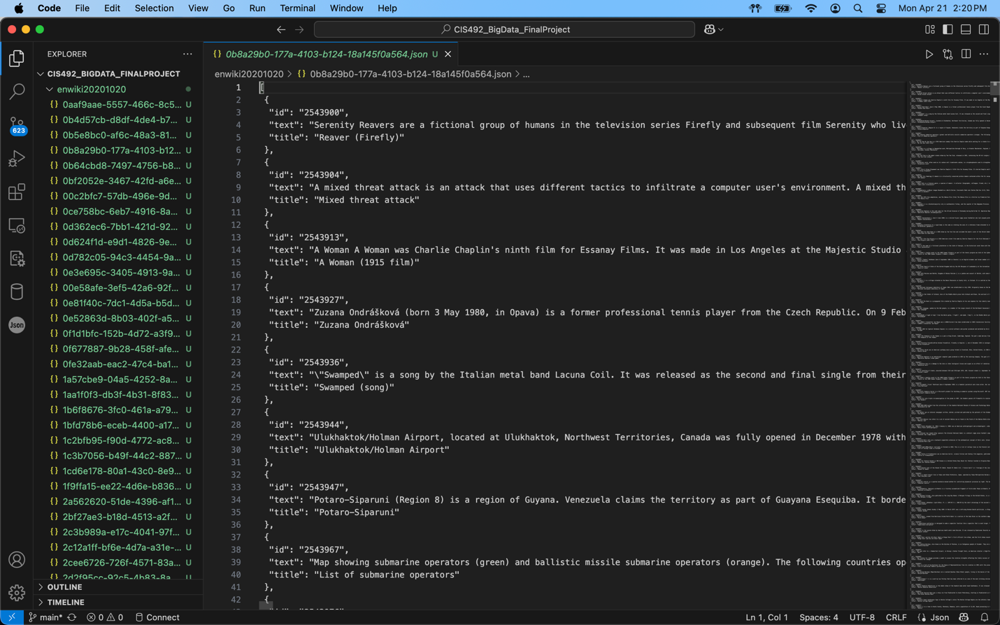 Code File Edit Selection View Go Run Terminal Window Help Mon Apr 21 2:20 PM
CIS492_BigData_FinalProject
EXPLORER
0b8a29b0-177a-4103-b124-18a145f0a564.json U
CIS492_BIGDATA_FINALPROJECT
enwiki20201020 > {} 0b8a29b0-177a-4103-b124-18a145f0a564.json > ...
enwiki20201020
{} 0aaf9aae-5557-466c-8c5... U
{} 0b4d57cb-d8df-4de4-b7... U
{} 0b5e8bc0-af6c-48a3-81... U
{} 0b8a29b0-177a-4103-b12... U
{} 0b64cbd8-7497-4756-b8... U
{} 0bf2052e-3467-42fd-a6e... U
{} 00c2bfc7-57db-496e-9d... U
{} 0ce758bc-6eb7-4916-8a... U
{} 0d362ec6-7bb1-421d-92... U
{} 0d624f1d-e9d1-4826-9e... U
{} 0d782c05-94c3-4454-9a... U
{} 0e3e695c-3405-4913-9a... U
{} 00e58afe-3ef5-42a6-92f... U
{} 0e81f40c-7dc1-4d5a-b5d... U
{} 0e52863d-8b03-402f-a5... U
{} 0f1d1bfc-152b-4d72-a3f9... U
{} 0f677887-9b28-458f-afe... U
{} 0fe32aab-eac2-47c4-ba1... U
{} 1a57cbe9-04a5-4252-8a... U
{} 1aa1f0f3-db3f-4b31-8f83... U
{} 1b6f8676-3fc0-461a-a79... U
{} 1bfd78b6-eceb-4400-a17... U
{} 1c2bfb95-f90d-4772-ac8... U
{} 1c3b7056-b49f-44c2-887... U
{} 1cd6e178-80a1-43c0-8e9... U
{} 1f9ffa15-ee22-4d6e-b836... U
{} 2a562620-51de-4396-af1... U
{} 2bf27ae3-b18d-4513-a2f... U
{} 2c3b989a-e17c-4041-97f... U
{} 2c12a1ff-bf6e-4d7a-a31e-... U
{} 2cee6726-726f-4571-83a... U
{} 2d2f95cc-92c5-4b83-8a... U
OUTLINE
TIMELINE
623
Json
1 [
2 {
3 "id": "2543900",
4 "text": "Serenity Reavers are a fictional group of humans in the television series Firefly and subsequent film Serenity who liv
5 "title": "Reaver (Firefly)"
6 },
7 {
8 "id": "2543904",
9 "text": "A mixed threat attack is an attack that uses different tactics to infiltrate a computer user's environment. A mixed th
10 "title": "Mixed threat attack"
11 },
12 {
13 "id": "2543913",
14 "text": "A Woman A Woman was Charlie Chaplin's ninth film for Essanay Films. It was made in Los Angeles at the Majestic Studio
15 "title": "A Woman (1915 film)"
16 },
17 {
18 "id": "2543927",
19 "text": "Zuzana Ondrášková (born 3 May 1980, in Opava) is a former professional tennis player from the Czech Republic. On 9 Feb
20 "title": "Zuzana Ondrášková"
21 },
22 {
23 "id": "2543936",
24 "text": "\"Swamped\" is a song by the Italian metal band Lacuna Coil. It was released as the second and final single from their
25 "title": "Swamped (song)"
26 },
27 {
28 "id": "2543944",
29 "text": "Ulukhaktok/Holman Airport, located at Ulukhaktok, Northwest Territories, Canada was fully opened in December 1978 with
30 "title": "Ulukhaktok/Holman Airport"
31 },
32 {
33 "id": "2543947",
34 "text": "Potaro-Siparuni (Region 8) is a region of Guyana. Venezuela claims the territory as part of Guayana Esequiba. It borde
35 "title": "Potaro-Siparuni"
36 },
37 {
38 "id": "2543967",
39 "text": "Map showing submarine operators (green) and ballistic missile submarine operators (orange). The following countries op
40 "title": "List of submarine operators"
41 },
42 {
main* 0 0 Connect Ln 1, Col 1 Spaces: 4 UTF-8 CRLF {} Json